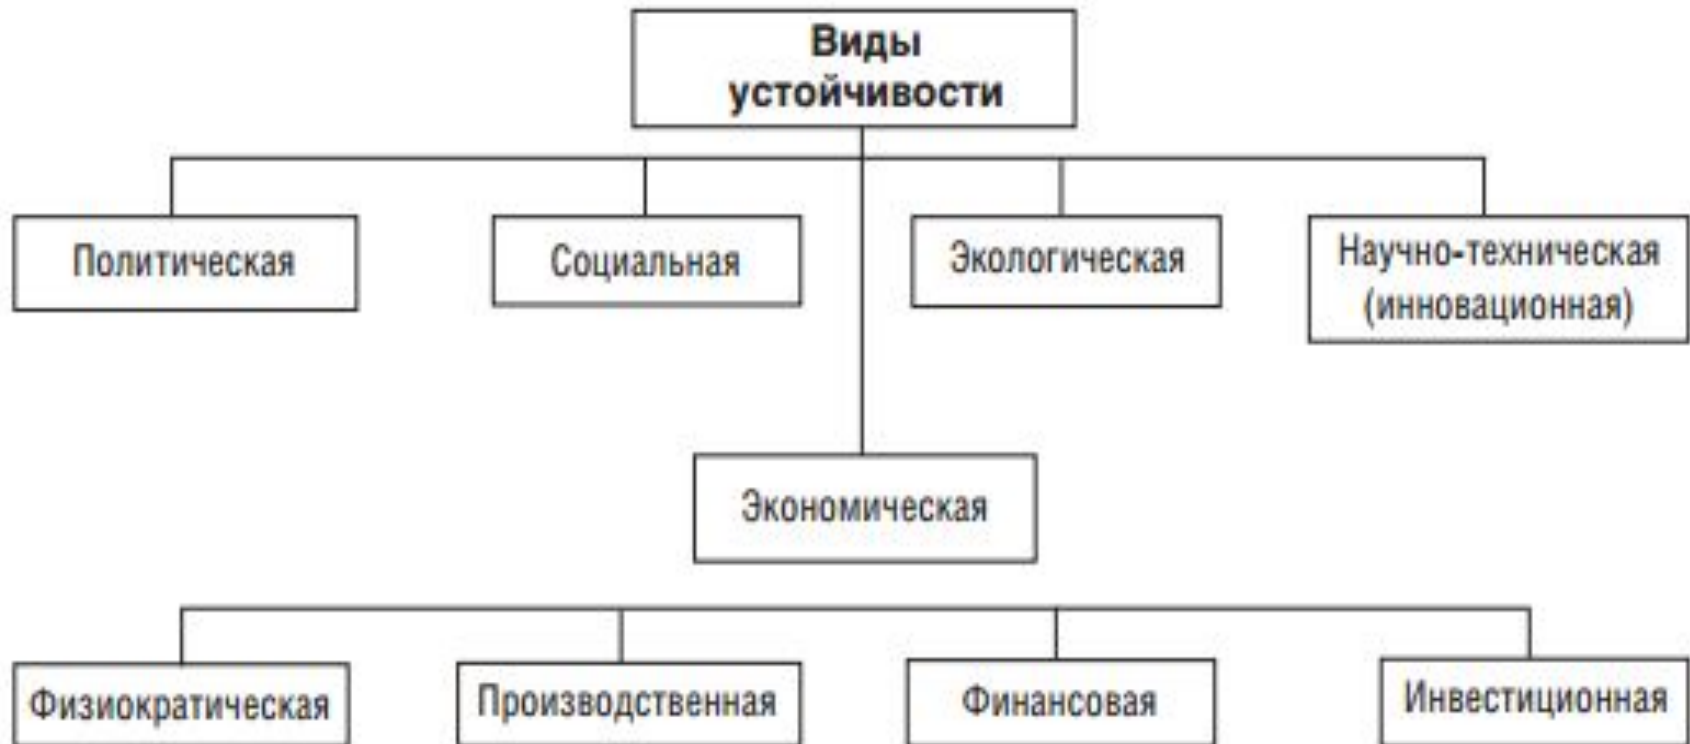 Виды
устойчивости
Политическая
Социальная
Экологическая
Научно-техническая
(инновационная)
Экономическая
Физиократическая
Производственная
Финансовая
Инвестиционная